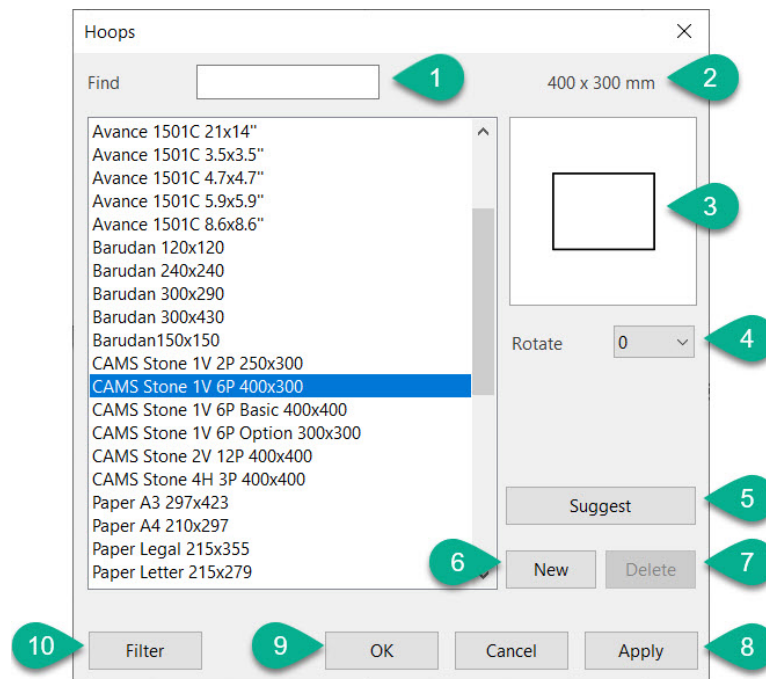 Hoops
Find
1
400 x 300 mm
2
Avance 1501C 21x14"
Avance 1501C 3.5x3.5"
Avance 1501C 4.7x4.7"
Avance 1501C 5.9x5.9"
Avance 1501C 8.6x8.6"
Barudan 120x120
Barudan 240x240
Barudan 300x290
Barudan 300x430
Barudan150x150
CAMS Stone 1V 2P 250x300
CAMS Stone 1V 6P 400x300
CAMS Stone 1V 6P Basic 400x400
CAMS Stone 1V 6P Option 300x300
CAMS Stone 2V 12P 400x400
CAMS Stone 4H 3P 400x400
Paper A3 297x423
Paper A4 210x297
Paper Legal 215x355
Paper Letter 215x279
3
Rotate
0
4
Suggest
5
6
New
Delete
7
10
Filter
9
OK
Cancel
Apply
8